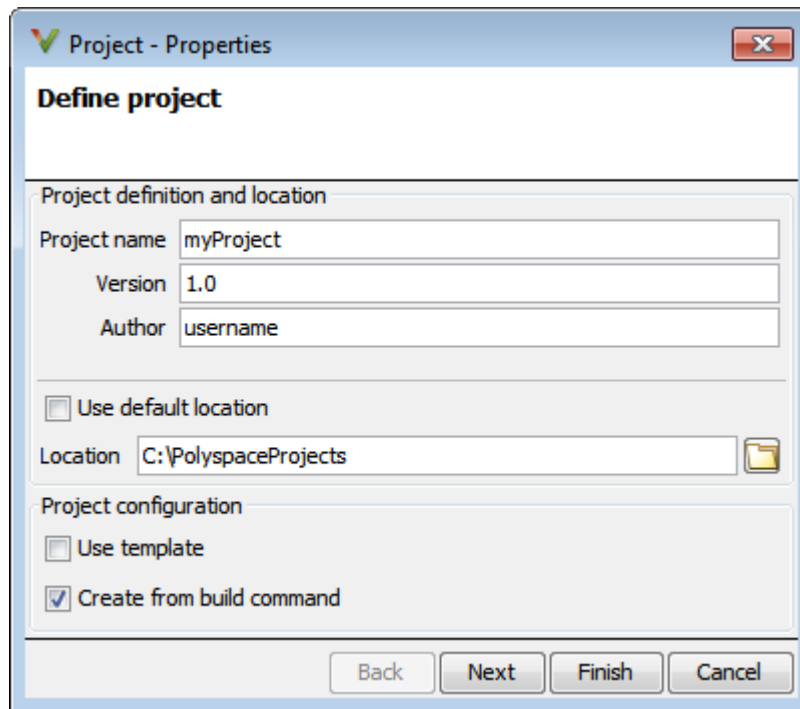 Project - Properties
Define project
Project definition and location
Project name myProject
Version 1.0
Author username
Use default location
Location C:\PolyspaceProjects
Project configuration
Use template
Create from build command
Back Next Finish Cancel